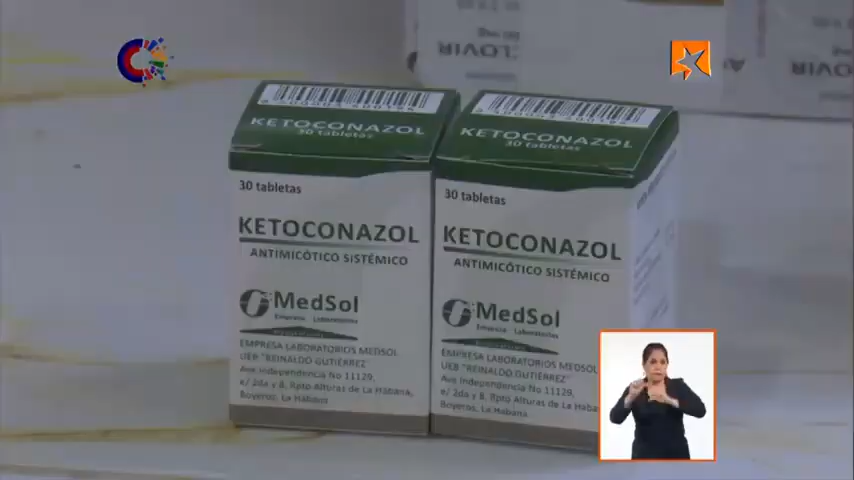 KETOCONAZOL
30 tabletas
30 tabletas
KETOCONAZOL
ANTIMICÓTICO SISTÉMICO
MedSol
Empresa Laboratorios
EMPRESA LABORATORIOS MEDSOL
UEB "REINALDO GUTIÉRREZ"
Ave Independencia No 11129,
e/ 2da y 8, Rpto Alturas de La Habana,
Boyeros, La Habana
KETOCONAZOL
30 tabletas
30 tabletas
KETOCONAZOL
ANTIMICÓTICO SISTÉMICO
MedSol
Empresa Laboratorios
EMPRESA LABORATORIOS MEDSOL
UEB "REINALDO GUTIÉRREZ"
Ave Independencia No 11129,
e/ 2da y 8, Rpto Alturas de La Habana,
Boyeros, La Habana